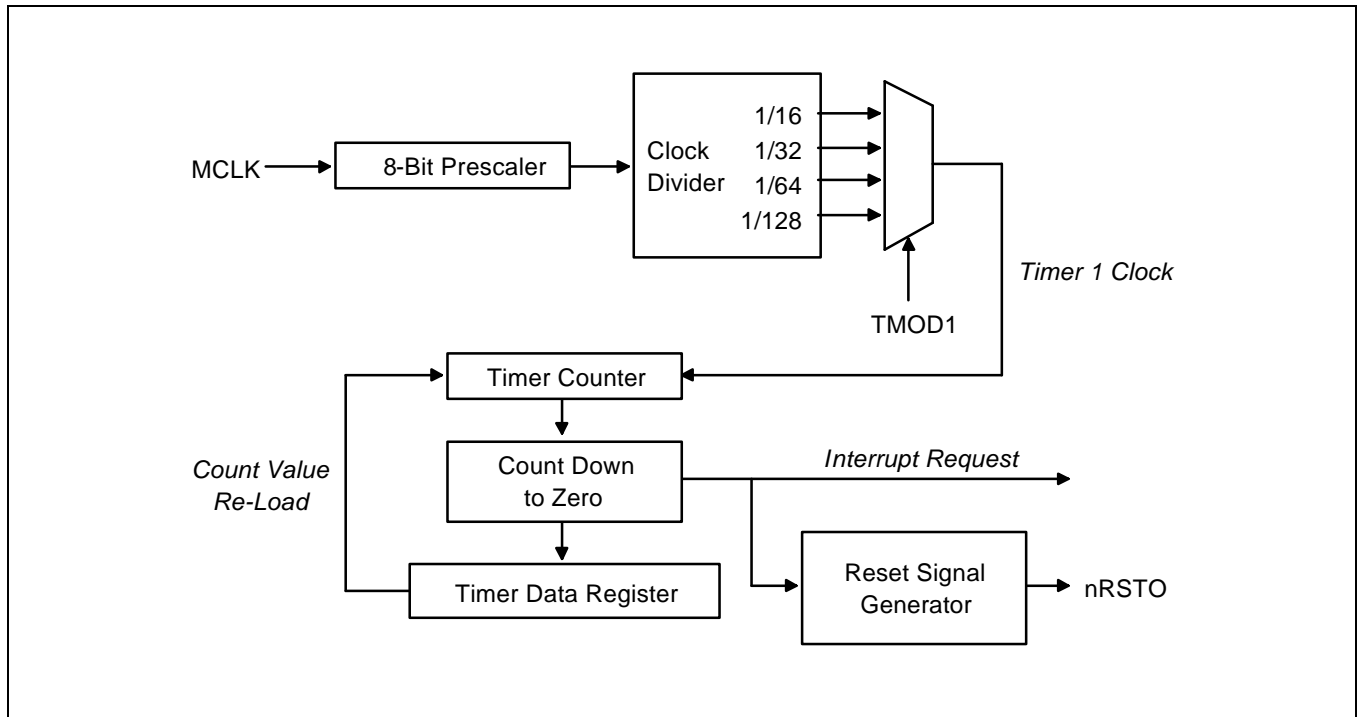 MCLK
8-Bit Prescaler
Clock
Divider
1/16
1/32
1/64
1/128
TMOD1
Timer 1 Clock
Timer Counter
Count Value
Re-Load
Count Down
to Zero
Interrupt Request
Timer Data Register
Reset Signal
Generator
nRSTO